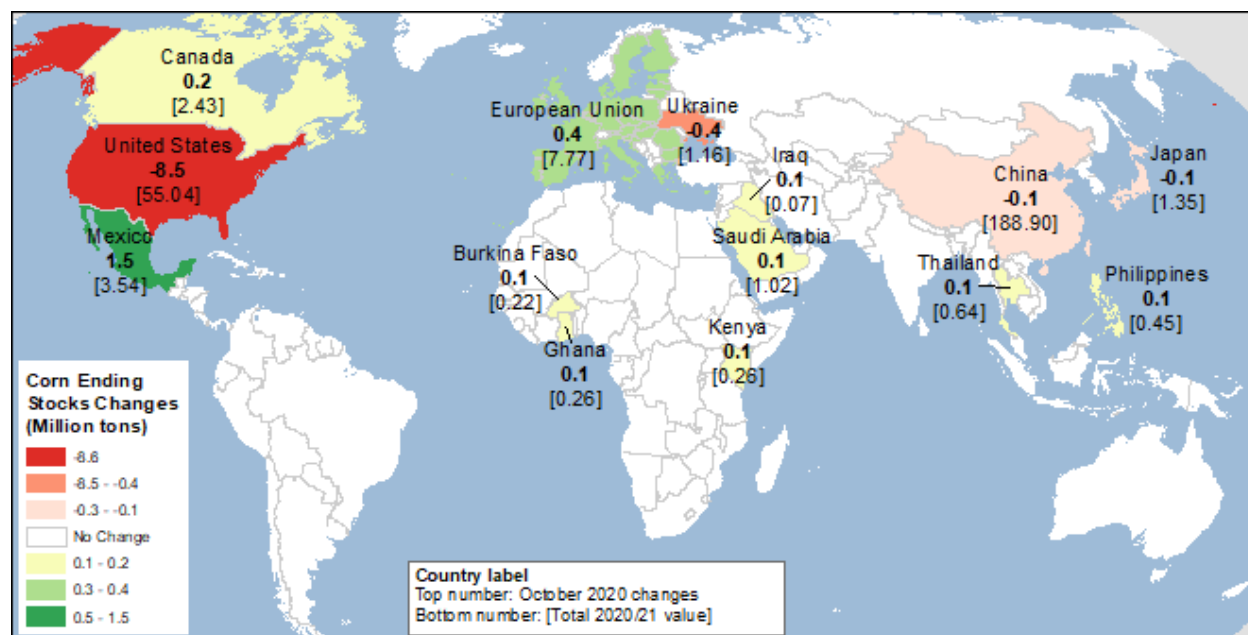 Canada
0.2
[2.43]
United States
-8.5
[55.04]
Mexico
1.5
[3.54]
European Union
0.4
[7.77]
Ukraine
-0.4
[1.16]
Iraq
0.1
[0.07]
Saudi Arabia
0.1
[1.02]
Burkina Faso
0.1
[0.22]
Ghana
0.1
[0.26]
Kenya
0.1
[0.26]
China
-0.1
[188.90]
Japan
-0.1
[1.35]
Thailand
0.1
[0.64]
Philippines
0.1
[0.45]
Corn Ending
Stocks Changes
(Million tons)
-8.6
-8.5 - -0.4
-0.3 - -0.1
No Change
0.1 - 0.2
0.3 - 0.4
0.5 - 1.5
Country label
Top number: October 2020 changes
Bottom number: [Total 2020/21 value]